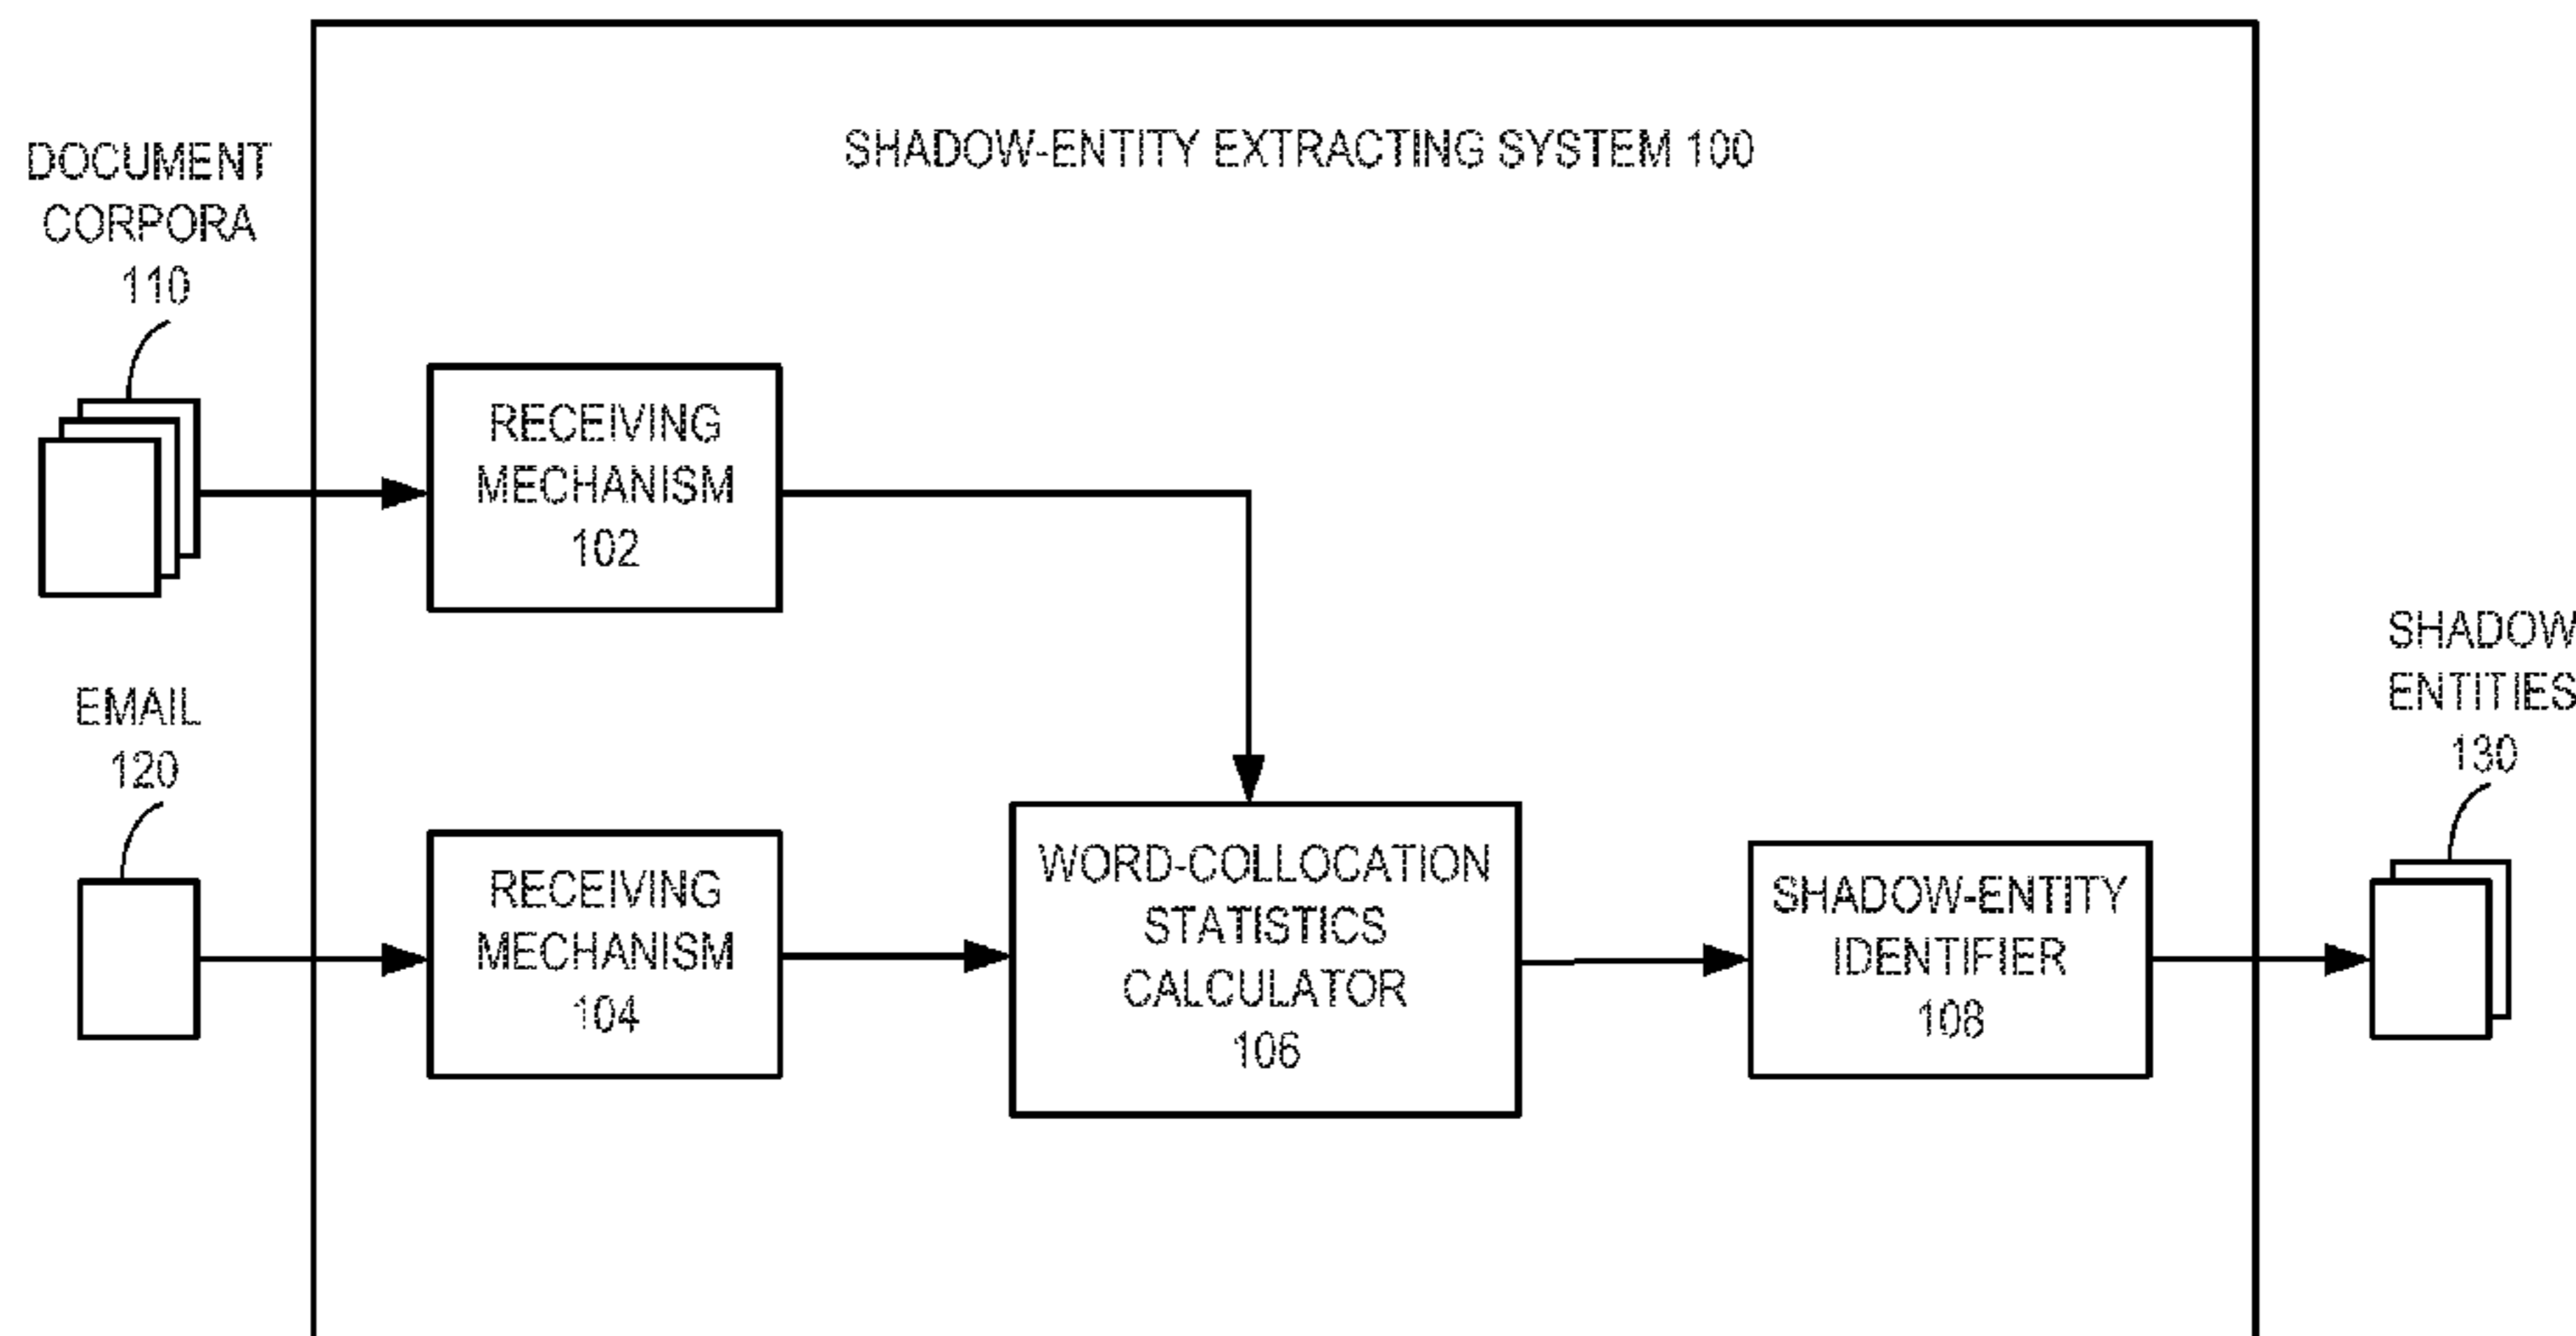 SHADOW-ENTITY EXTRACTING SYSTEM 100
DOCUMENT
CORPORA
110
RECEIVING
MECHANISM
102
EMAIL
120
RECEIVING
MECHANISM
104
WORD-COLLOCATION
STATISTICS
CALCULATOR
106
SHADOW-ENTITY
IDENTIFIER
108
SHADOW
ENTITIES
130